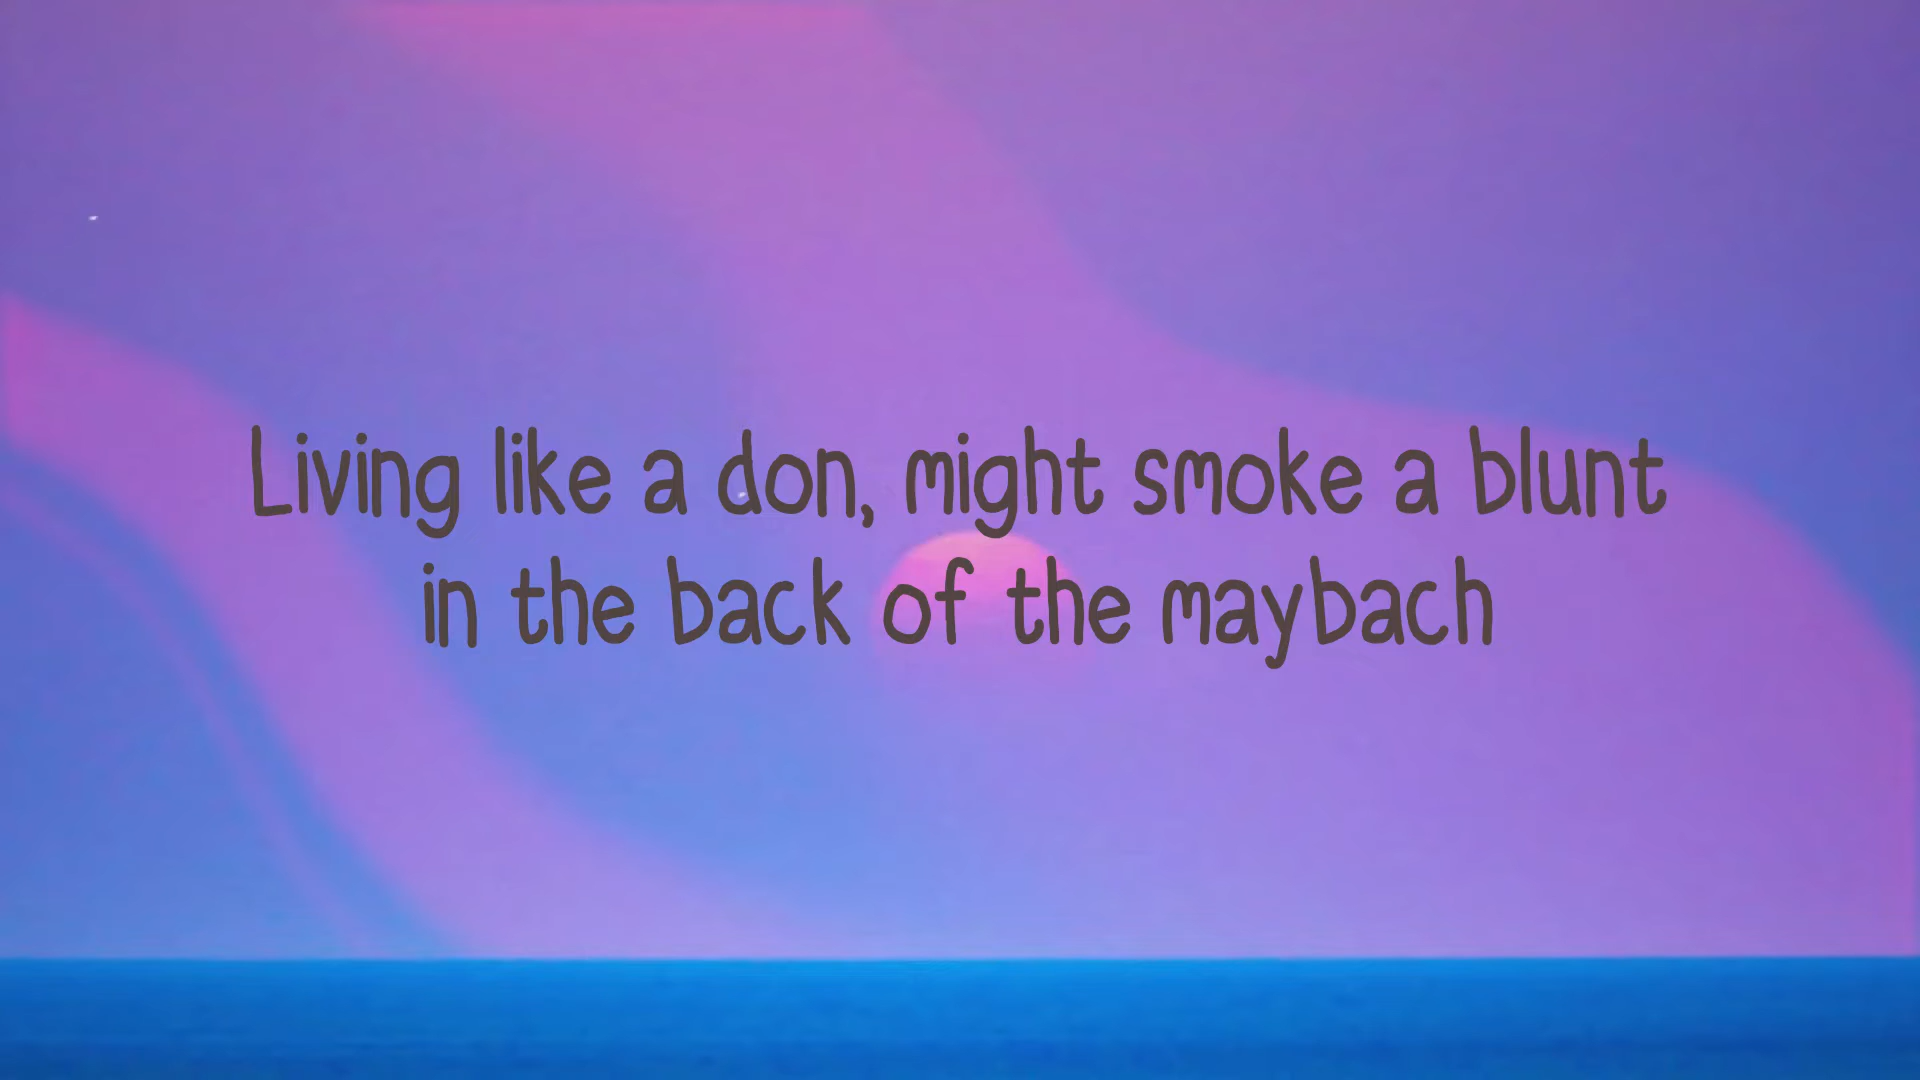 Living like a don, might smoke a blunt
in the back of the maybach